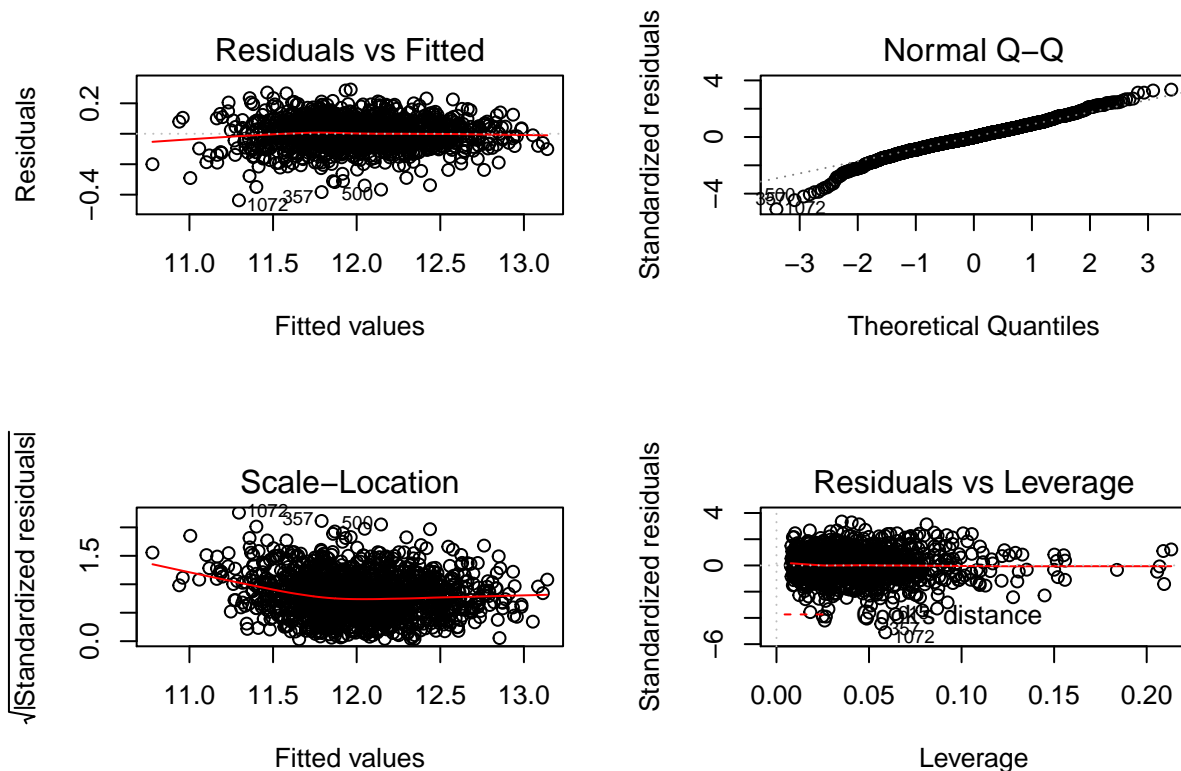 Residuals vs Fitted
Residuals
0.2
−0.4
1072
357
500
11.0 11.5 12.0 12.5 13.0
Fitted values
Normal Q−Q
Standardized residuals
4
0
−4
500
357
1072
−3 −2 −1 0 1 2 3
Theoretical Quantiles
Scale−Location
√|Standardized residuals|
1.5
0.0
1072
357
500
11.0 11.5 12.0 12.5 13.0
Fitted values
Residuals vs Leverage
Standardized residuals
4
0
−6
Cook's distance
357
1072
0.00 0.05 0.10 0.15 0.20
Leverage